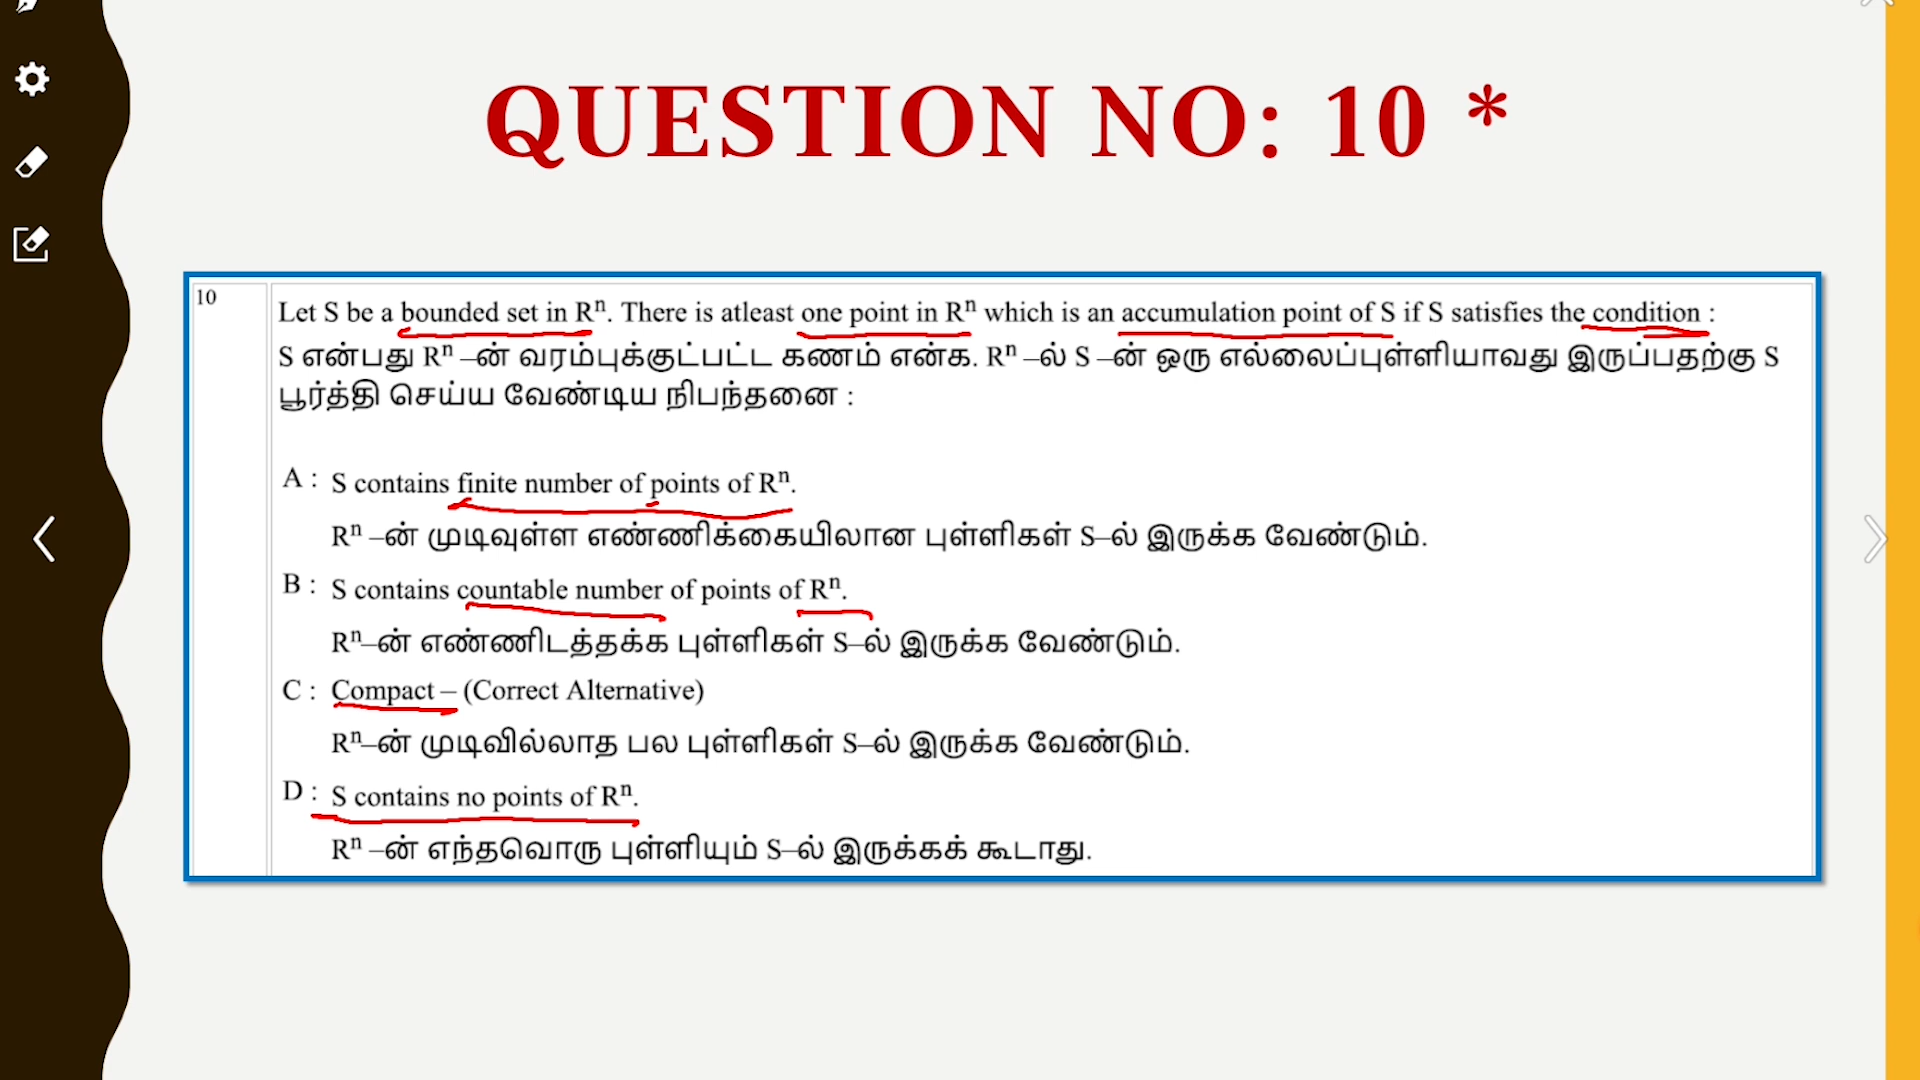 QUESTION NO: 10 *
10
Let S be a bounded set in Rⁿ. There is atleast one point in Rⁿ which is an accumulation point of S if S satisfies the condition :
S என்பது Rⁿ –ன் வரம்புக்குட்பட்ட கணம் என்க. Rⁿ –ல் S –ன் ஒரு எல்லைப்புள்ளியாவது இருப்பதற்கு S
பூர்த்தி செய்ய வேண்டிய நிபந்தனை :
A : S contains finite number of points of Rⁿ.
Rⁿ –ன் முடிவுள்ள எண்ணிக்கையிலான புள்ளிகள் S–ல் இருக்க வேண்டும்.
B : S contains countable number of points of Rⁿ.
Rⁿ–ன் எண்ணிடத்தக்க புள்ளிகள் S–ல் இருக்க வேண்டும்.
C : Compact – (Correct Alternative)
Rⁿ–ன் முடிவில்லாத பல புள்ளிகள் S–ல் இருக்க வேண்டும்.
D : S contains no points of Rⁿ.
Rⁿ –ன் எந்தவொரு புள்ளியும் S–ல் இருக்கக் கூடாது.